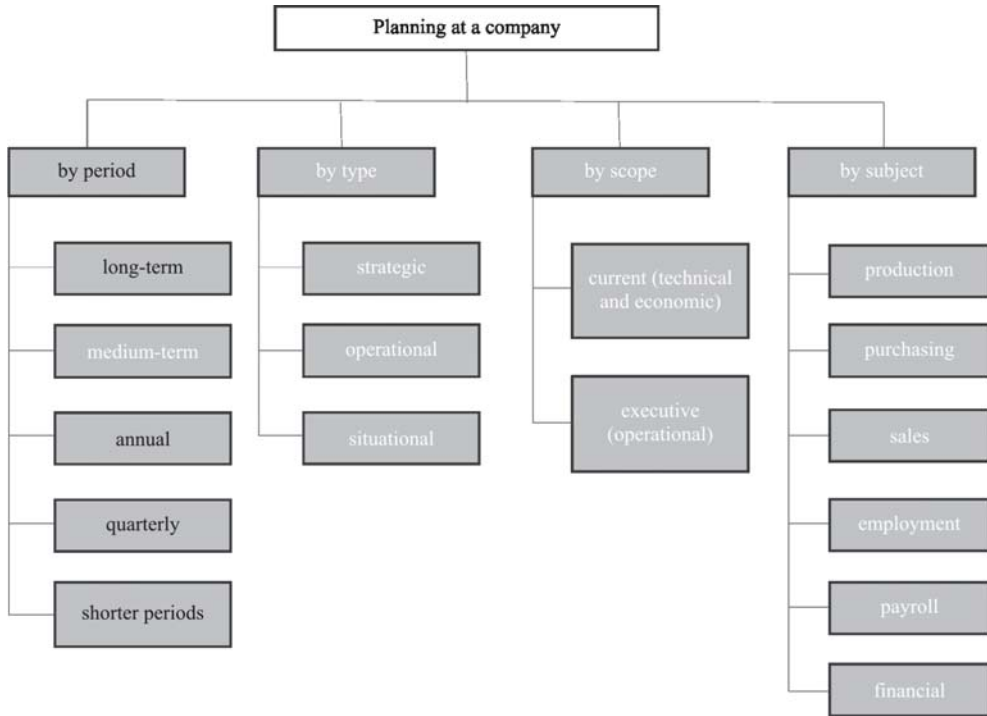 Planning at a company
by period
long-term
medium-term
annual
quarterly
shorter periods
by type
strategic
operational
situational
by scope
current (technical
and economic)
executive
(operational)
by subject
production
purchasing
sales
employment
payroll
financial